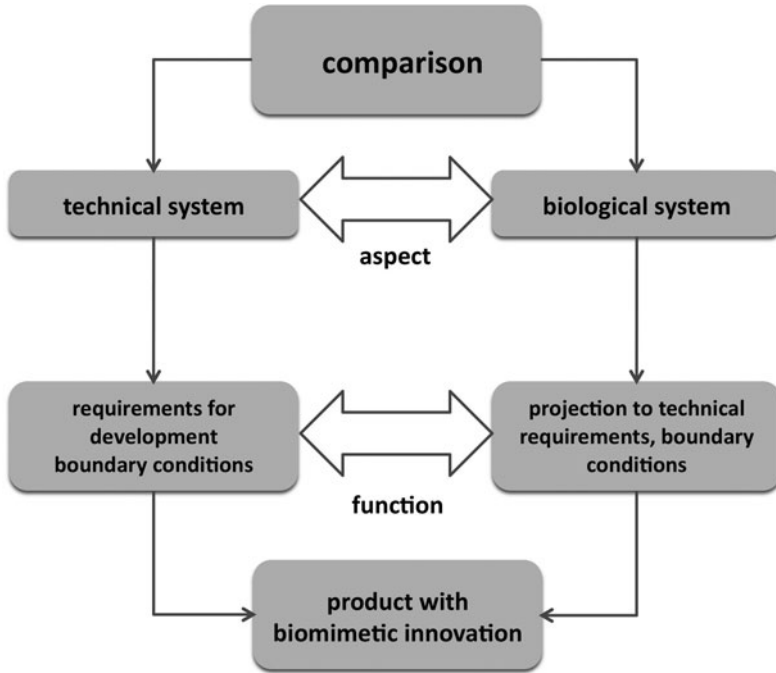 comparison
technical system
biological system
aspect
requirements for
development
boundary conditions
projection to technical
requirements, boundary
conditions
function
product with
biomimetic innovation